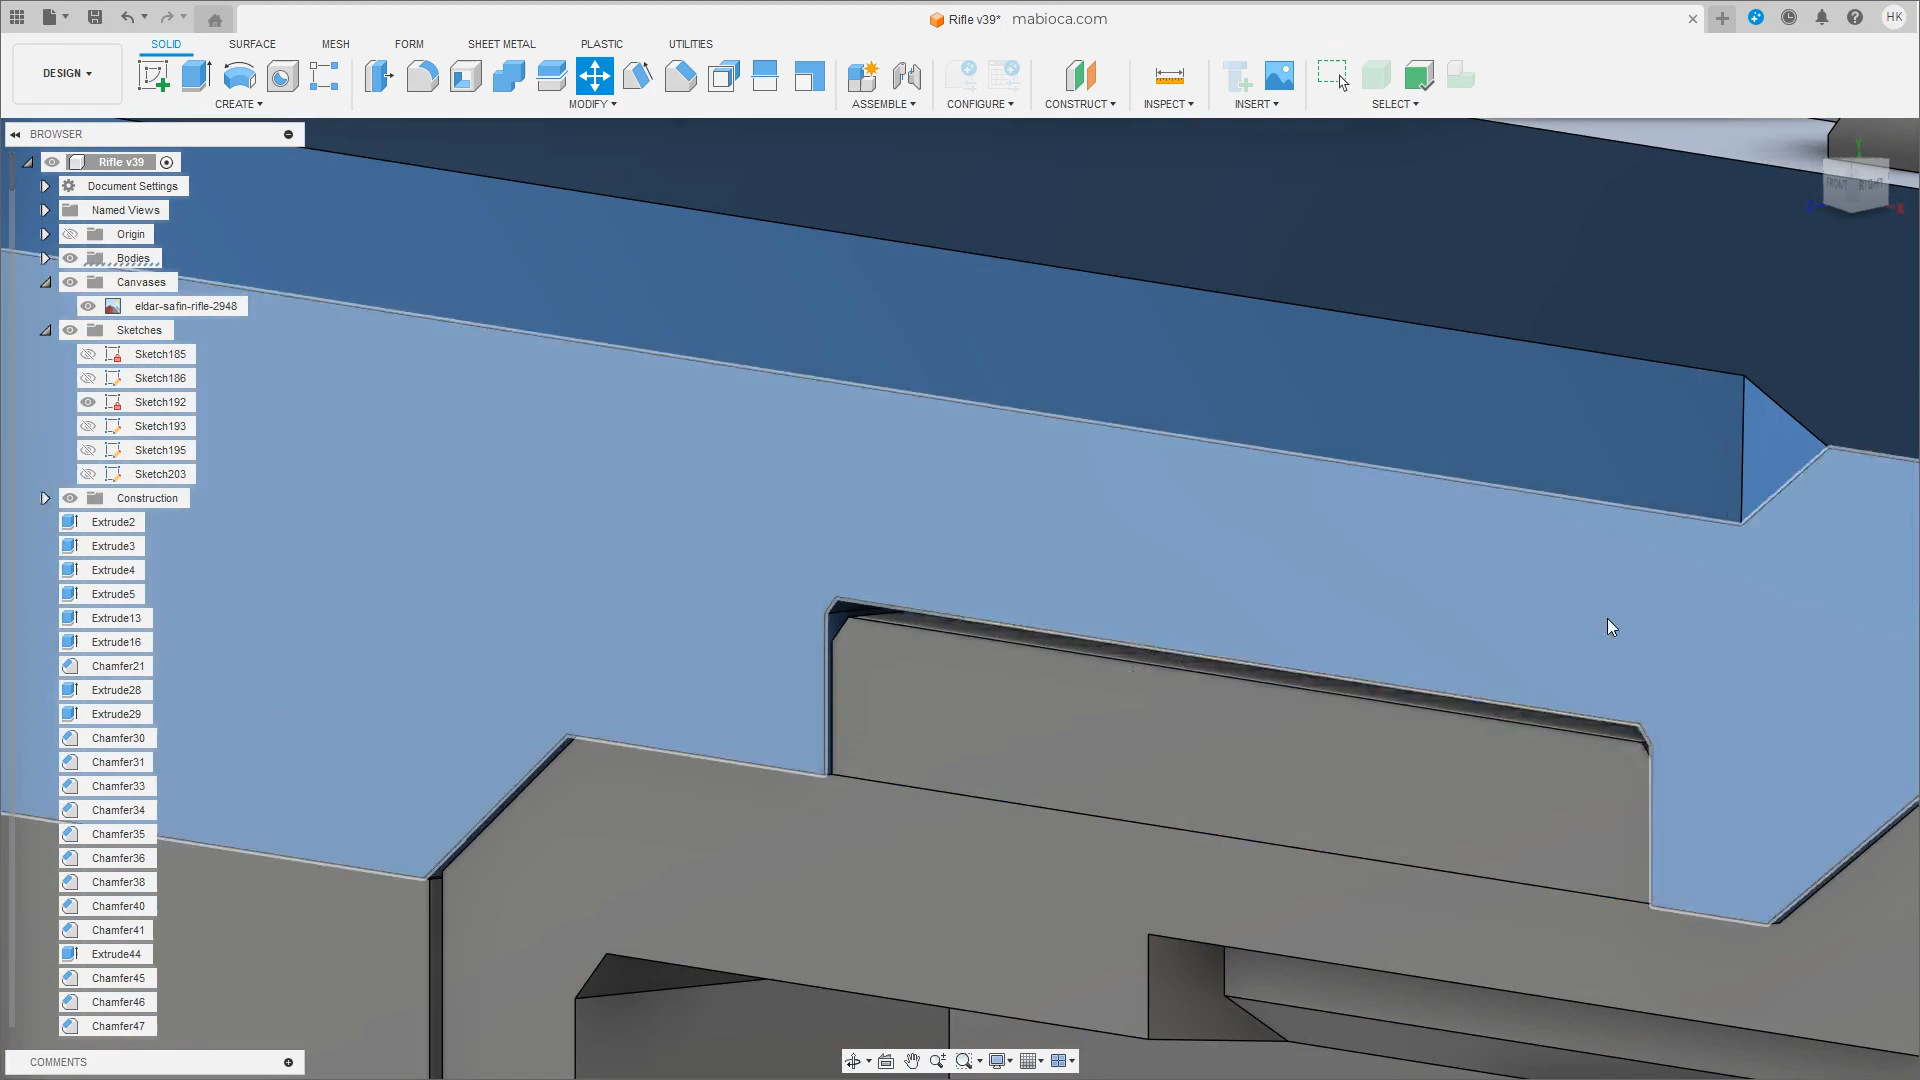 Rifle v39*
mabioca.com
HK
DESIGN
SOLID
SURFACE
MESH
FORM
SHEET METAL
PLASTIC
UTILITIES
CREATE
MODIFY
ASSEMBLE
CONFIGURE
CONSTRUCT
INSPECT
INSERT
SELECT
BROWSER
Rifle v39
Document Settings
Named Views
Origin
Bodies
Canvases
eldar-safin-rifle-2948
Sketches
Sketch185
Sketch186
Sketch192
Sketch193
Sketch195
Sketch203
Construction
Extrude2
Extrude3
Extrude4
Extrude5
Extrude13
Extrude16
Chamfer21
Extrude28
Extrude29
Chamfer30
Chamfer31
Chamfer33
Chamfer34
Chamfer35
Chamfer36
Chamfer38
Chamfer40
Chamfer41
Extrude44
Chamfer45
Chamfer46
Chamfer47
COMMENTS
Y
FRONT
RIGHT
Z
X